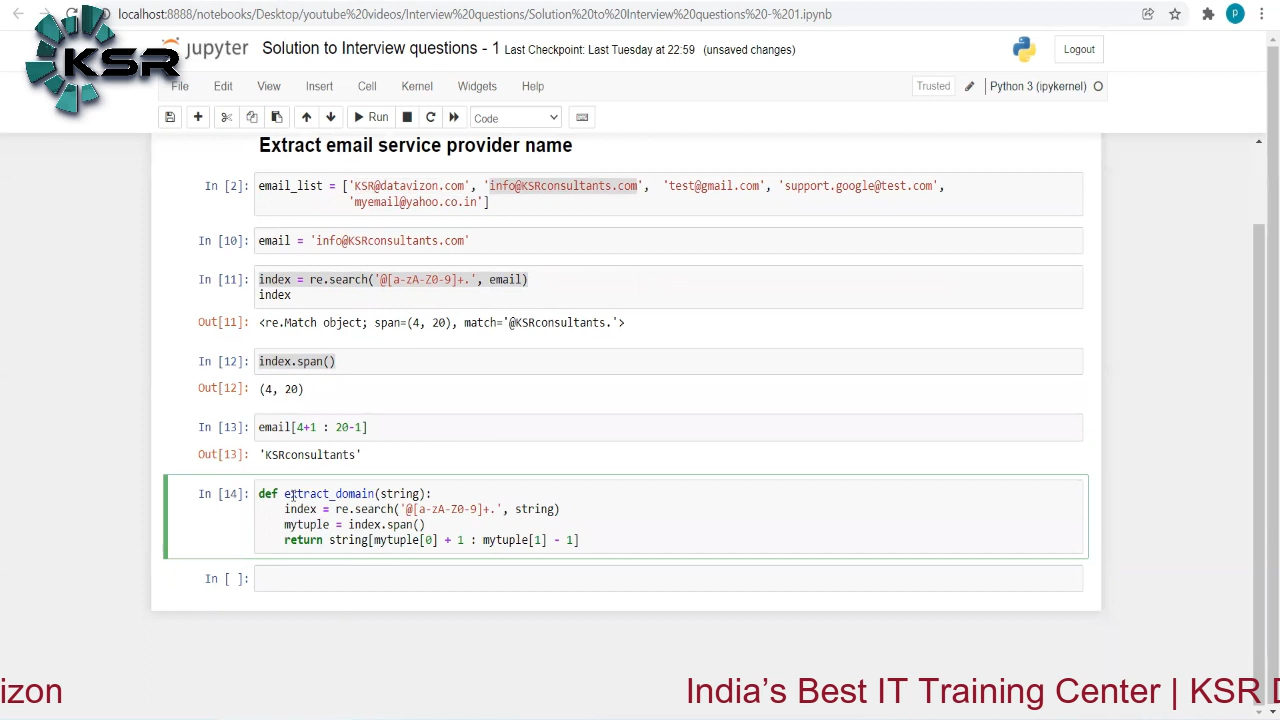 localhost:8888/notebooks/Desktop/youtube%20videos/Interview%20questions/Solution%20to%20Interview%20questions%20-%201.ipynb
KSR
jupyter Solution to Interview questions - 1 Last Checkpoint: Last Tuesday at 22:59 (unsaved changes)
Logout
File Edit View Insert Cell Kernel Widgets Help
Trusted Python 3 (ipykernel)
Run Code
Extract email service provider name
In [2]: email_list = ['KSR@datavizon.com', 'info@KSRconsultants.com', 'test@gmail.com', 'support.google@test.com',
'myemail@yahoo.co.in']
In [10]: email = 'info@KSRconsultants.com'
In [11]: index = re.search('@[a-zA-Z0-9]+.', email)
index
Out[11]: <re.Match object; span=(4, 20), match='@KSRconsultants.'>
In [12]: index.span()
Out[12]: (4, 20)
In [13]: email[4+1 : 20-1]
Out[13]: 'KSRconsultants'
In [14]: def extract_domain(string):
index = re.search('@[a-zA-Z0-9]+.', string)
mytuple = index.span()
return string[mytuple[0] + 1 : mytuple[1] - 1]
In [ ]:
izon India's Best IT Training Center | KSR D